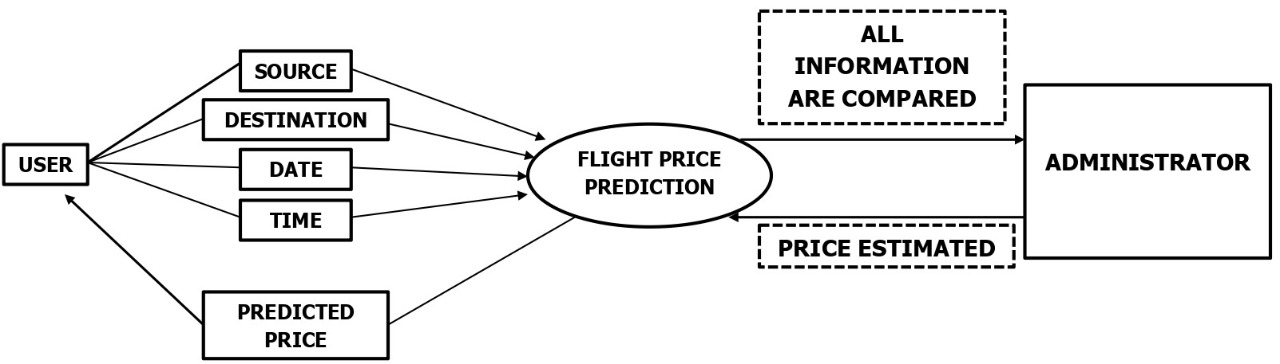 USER
SOURCE
DESTINATION
DATE
TIME
PREDICTED
PRICE
FLIGHT PRICE
PREDICTION
ALL
INFORMATION
ARE COMPARED
PRICE ESTIMATED
ADMINISTRATOR